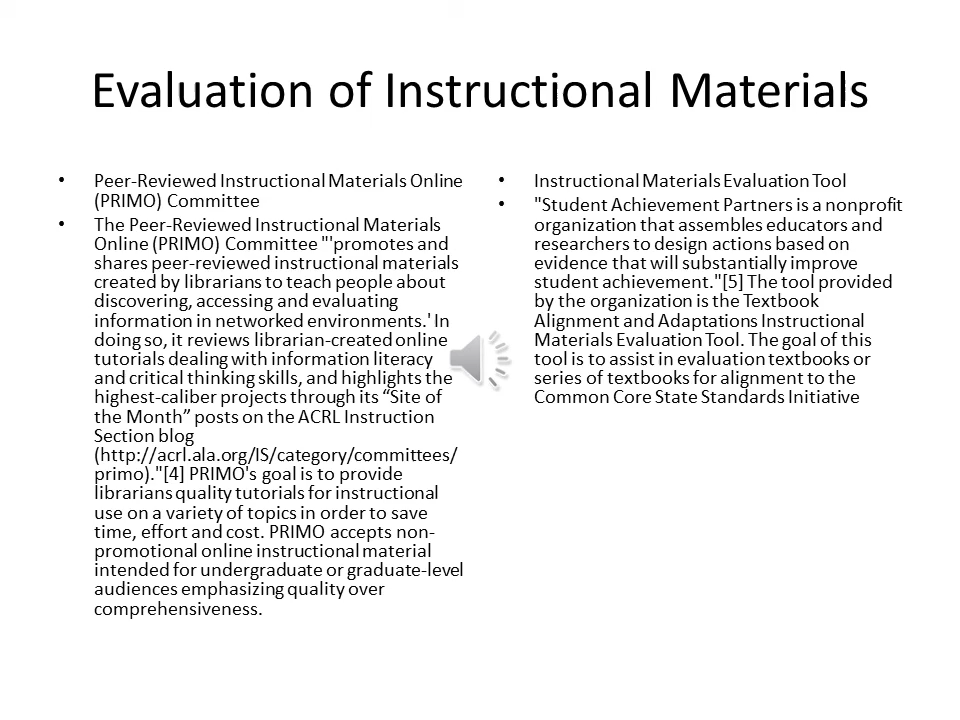 Evaluation of Instructional Materials
• Peer-Reviewed Instructional Materials Online
(PRIMO) Committee
• The Peer-Reviewed Instructional Materials
Online (PRIMO) Committee "'promotes and
shares peer-reviewed instructional materials
created by librarians to teach people about
discovering, accessing and evaluating
information in networked environments.' In
doing so, it reviews librarian-created online
tutorials dealing with information literacy
and critical thinking skills, and highlights the
highest-caliber projects through its “Site of
the Month” posts on the ACRL Instruction
Section blog
(http://acrl.ala.org/IS/category/committees/
primo)."[4] PRIMO's goal is to provide
librarians quality tutorials for instructional
use on a variety of topics in order to save
time, effort and cost. PRIMO accepts non-
promotional online instructional material
intended for undergraduate or graduate-level
audiences emphasizing quality over
comprehensiveness.
• Instructional Materials Evaluation Tool
• "Student Achievement Partners is a nonprofit
organization that assembles educators and
researchers to design actions based on
evidence that will substantially improve
student achievement."[5] The tool provided
by the organization is the Textbook
Alignment and Adaptations Instructional
Materials Evaluation Tool. The goal of this
tool is to assist in evaluation textbooks or
series of textbooks for alignment to the
Common Core State Standards Initiative